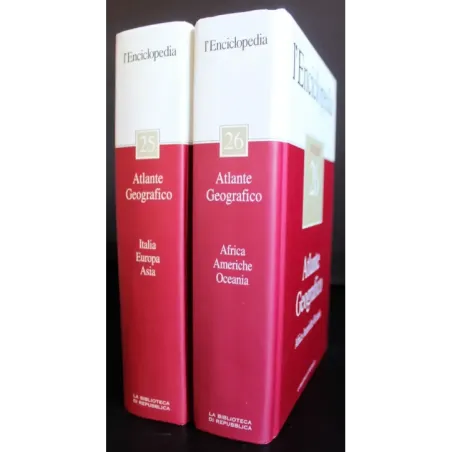 l'Enciclopedia
25
Atlante
Geografico
Italia
Europa
Asia
LA BIBLIOTECA
DI REPUBBLICA
l'Enciclopedia
26
Atlante
Geografico
Africa
Americhe
Oceania
LA BIBLIOTECA
DI REPUBBLICA
l'Enciclopedia
Atlante
Geografico